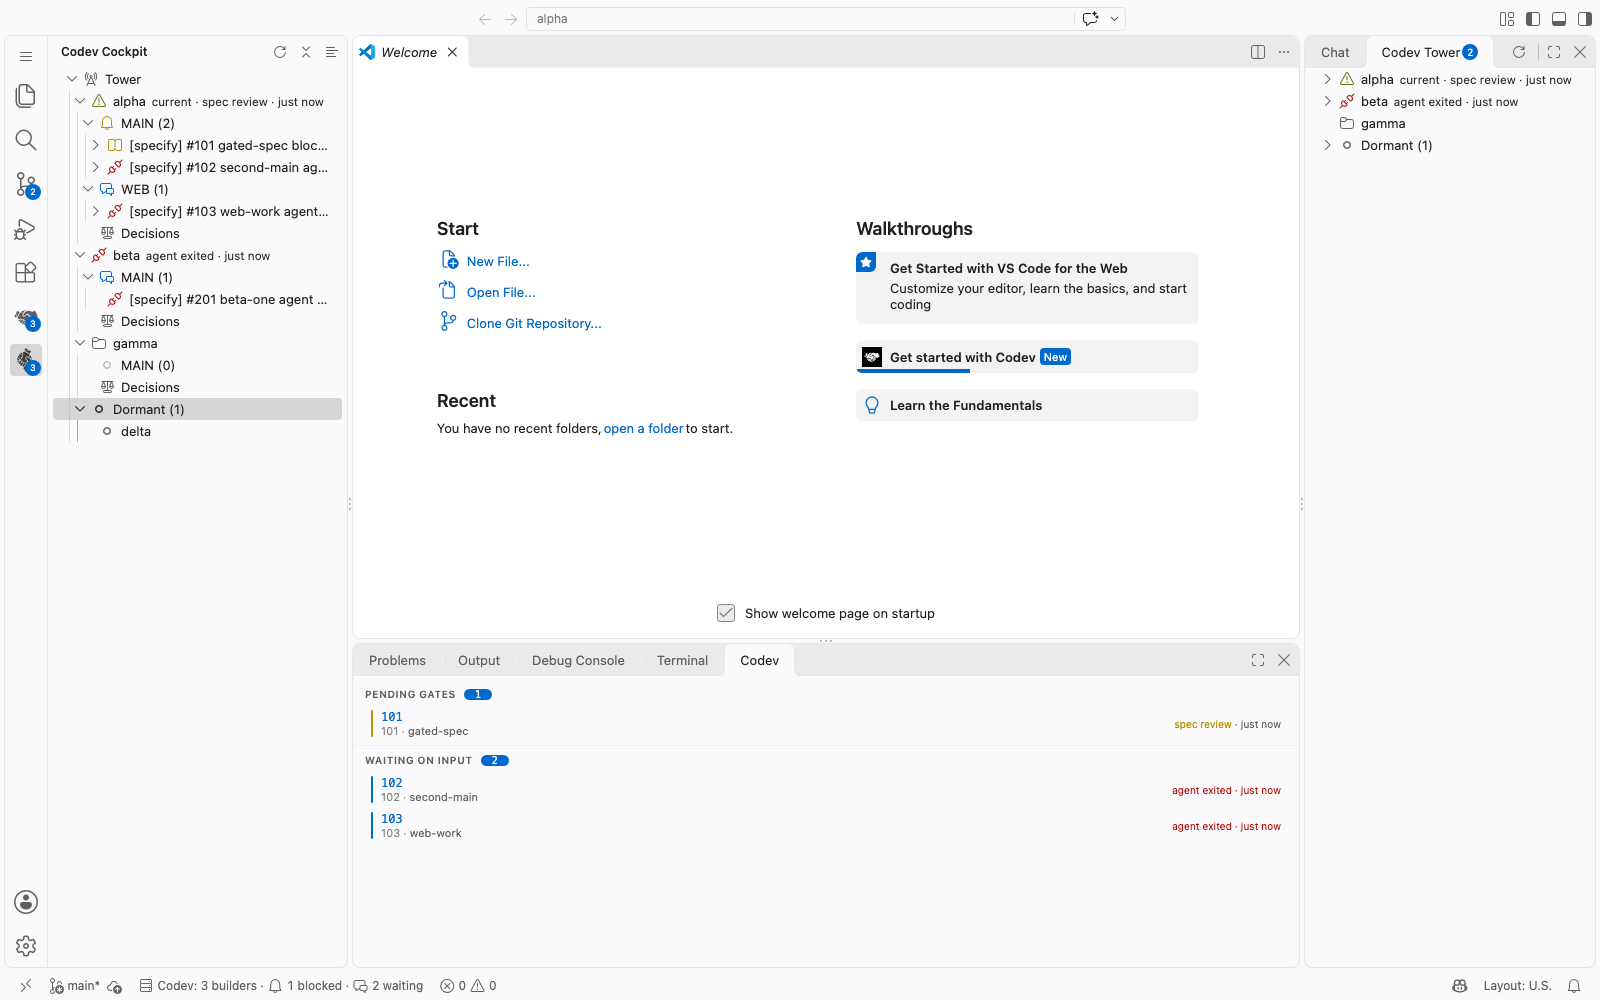 alpha
Codev Cockpit
Tower
alpha current · spec review · just now
MAIN (2)
[specify] #101 gated-spec bloc...
[specify] #102 second-main ag...
WEB (1)
[specify] #103 web-work agent...
Decisions
beta agent exited · just now
MAIN (1)
[specify] #201 beta-one agent ...
Decisions
gamma
MAIN (0)
Decisions
Dormant (1)
delta
2
3
3
Welcome
Start
New File...
Open File...
Clone Git Repository...
Recent
You have no recent folders, open a folder to start.
Walkthroughs
Get Started with VS Code for the Web
Customize your editor, learn the basics, and start
coding
Get started with Codev New
Learn the Fundamentals
Show welcome page on startup
Problems Output Debug Console Terminal Codev
PENDING GATES 1
101
101 · gated-spec
spec review · just now
WAITING ON INPUT 2
102
102 · second-main
agent exited · just now
103
103 · web-work
agent exited · just now
Chat Codev Tower 2
alpha current · spec review · just now
beta agent exited · just now
gamma
Dormant (1)
main* Codev: 3 builders · 1 blocked · 2 waiting 0 0
Layout: U.S.